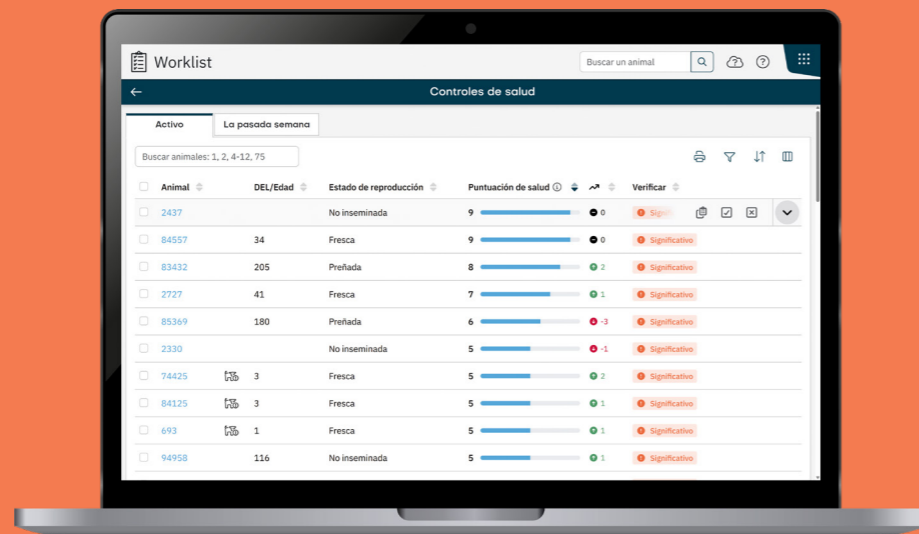 Worklist
Buscar un animal
Controles de salud
Activo La pasada semana
Buscar animales: 1, 2, 4-12, 75
Animal DEL/Edad Estado de reproducción Puntuación de salud Verificar
2437 No inseminada 9 0
84557 34 Fresca 9 0 Significativo
83432 205 Preñada 8 2 Significativo
2727 41 Fresca 7 1 Significativo
85369 180 Preñada 6 -3 Significativo
2330 No inseminada 5 -1 Significativo
74425 3 Fresca 5 2 Significativo
84125 3 Fresca 5 1 Significativo
693 1 Fresca 5 1 Significativo
94958 116 No inseminada 5 1 Significativo